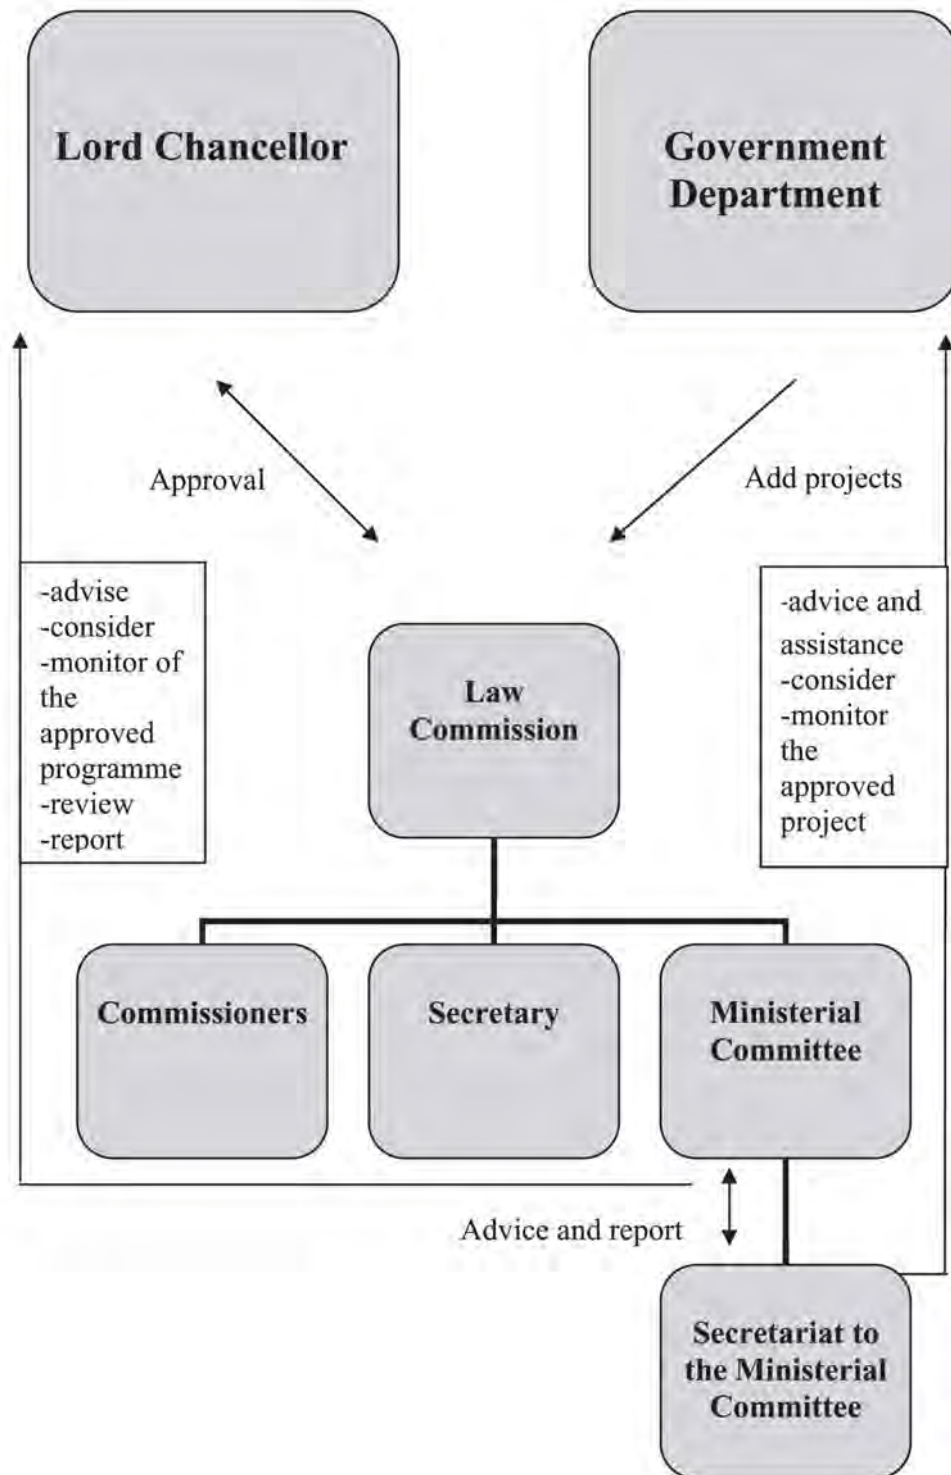 Lord Chancellor
Government
Department
Approval
Add projects
-advise
-consider
-monitor of
the
approved
programme
-review
-report
-advice and
assistance
-consider
-monitor
the
approved
project
Law
Commission
Commissioners
Secretary
Ministerial
Committee
Advice and report
Secretariat to
the Ministerial
Committee